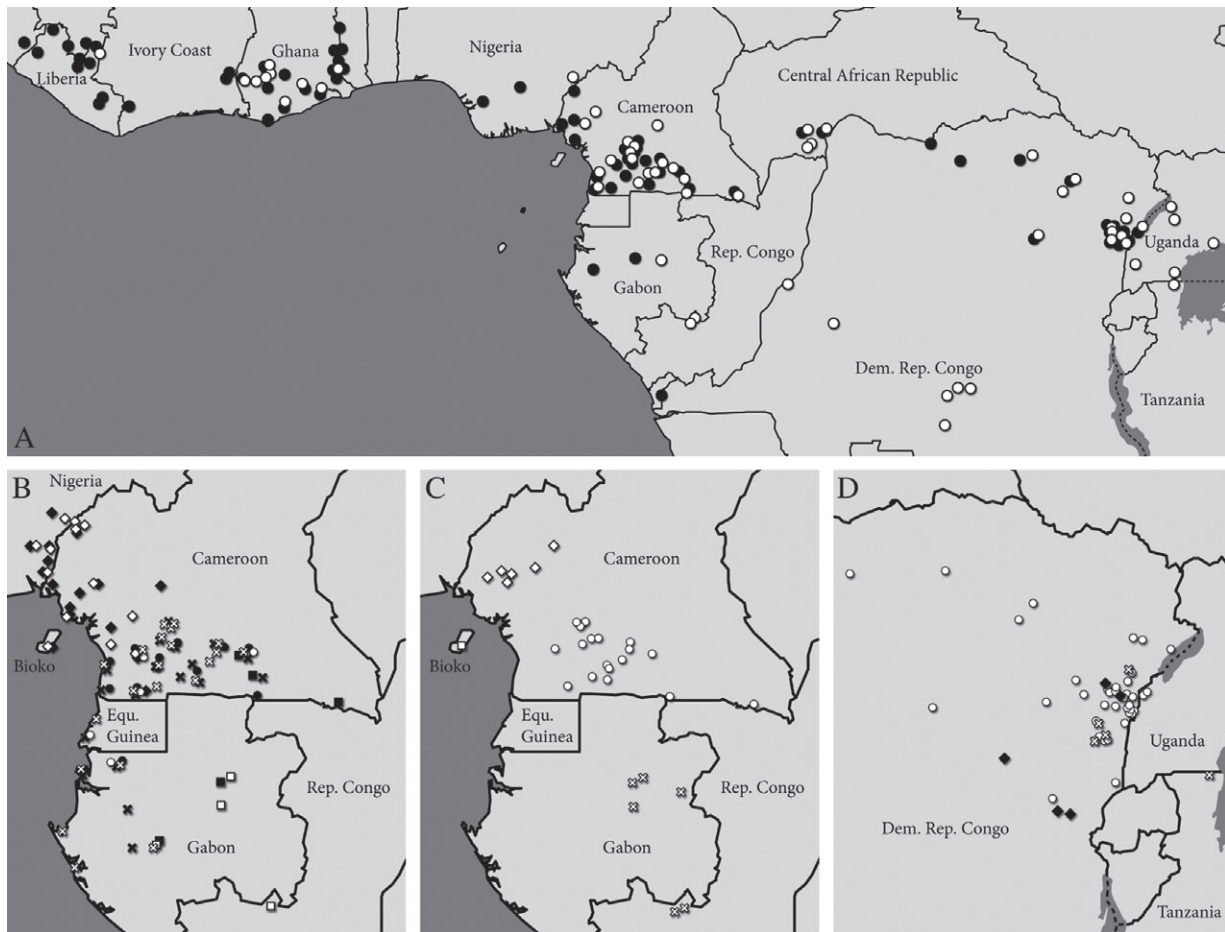 Ivory Coast
Ghana
Nigeria
Liberia
Central African Republic
Cameroon
Uganda
Rep. Congo
Gabon
Dem. Rep. Congo
Tanzania
A
B
Nigeria
Cameroon
Bioko
Equ.
Guinea
Rep. Congo
Gabon
C
Cameroon
Bioko
Equ.
Guinea
Rep. Congo
Gabon
D
Uganda
Dem. Rep. Congo
Tanzania